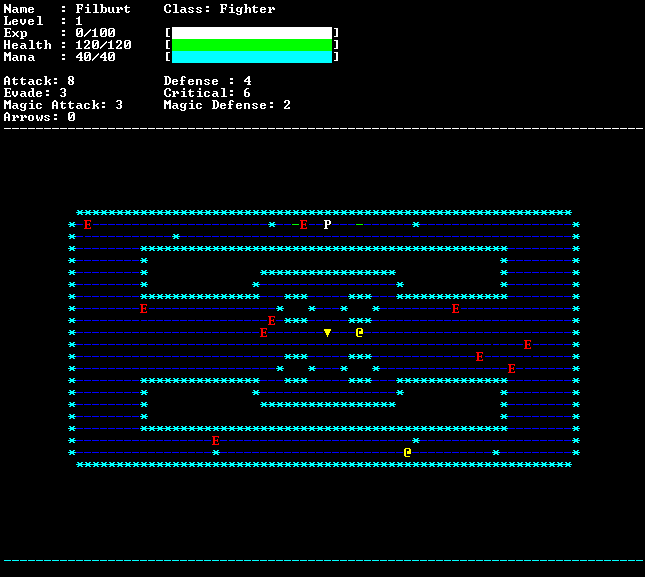 Name   : Filburt    Class: Fighter
Level  : 1
Exp    : 0/100      [ ]
Health : 120/120    [ ]
Mana   : 40/40      [ ]
Attack: 8           Defense : 4
Evade: 3            Critical: 6
Magic Attack: 3     Magic Defense: 2
Arrows: 0
E E P
E E
E
E @
E
E
E
E
@